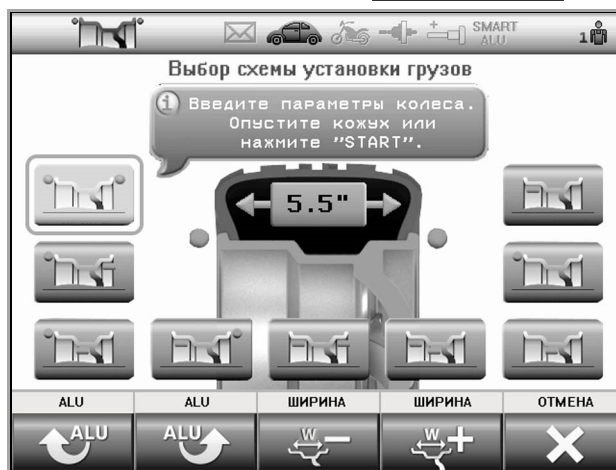 SMART
ALU
1
Выбор схемы установки грузов
i Введите параметры колеса.
Опустите кожух или
нажмите "START".
5.5"
ALU ALU ШИРИНА ШИРИНА ОТМЕНА
ALU ALU W W